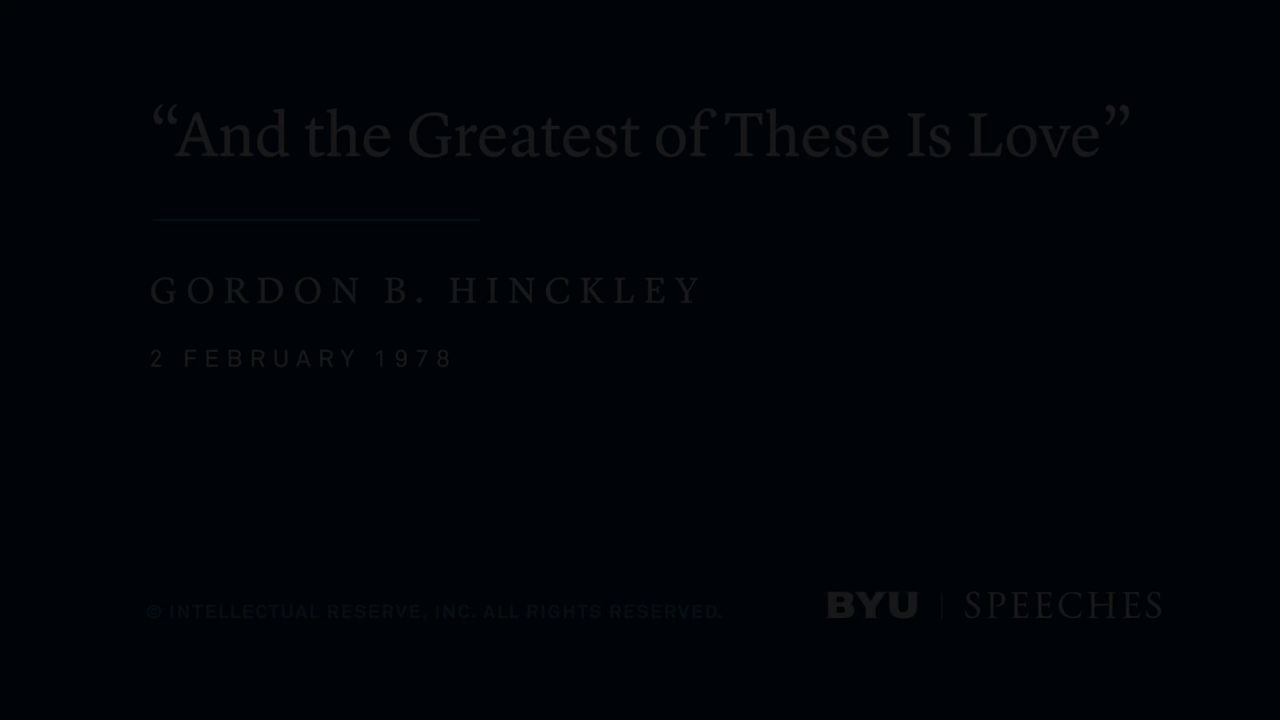 “And the Greatest of These Is Love”
GORDON B. HINCKLEY
2 FEBRUARY 1978
© INTELLECTUAL RESERVE, INC. ALL RIGHTS RESERVED.
BYU | SPEECHES